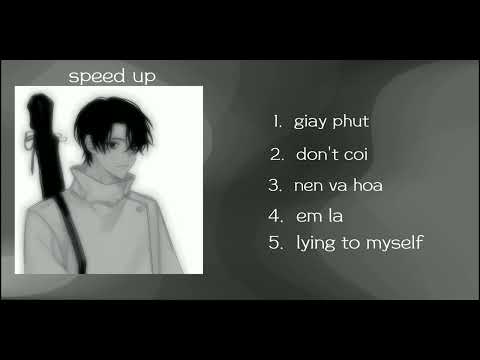 speed up
1. giay phut
2. don't coi
3. nen va hoa
4. em la
5. lying to myself